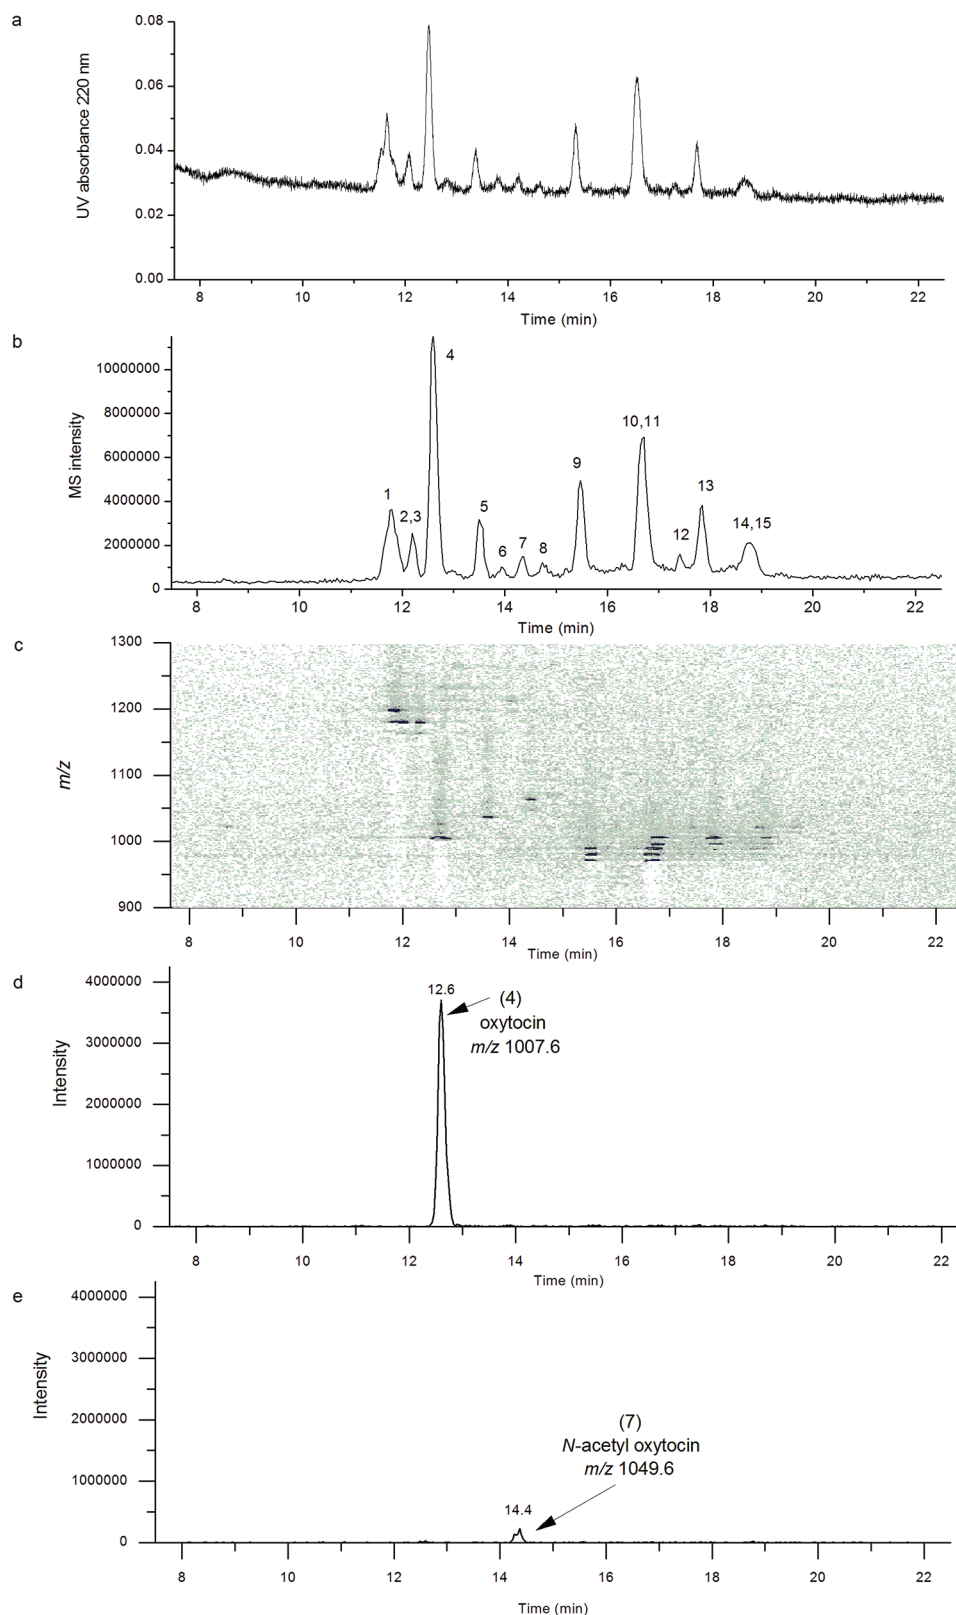 a
UV absorbance 220 nm
0.08
0.06
0.04
0.02
0.00
8 10 12 14 16 18 20 22
Time (min)
b
MS intensity
10000000
8000000
6000000
4000000
2000000
0
1
2,3
4
5
6
7
8
9
10,11
12
13
14,15
8 10 12 14 16 18 20 22
Time (min)
c
m/z
1300
1200
1100
1000
900
8 10 12 14 16 18 20 22
Time (min)
d
Intensity
4000000
3000000
2000000
1000000
0
12.6
(4)
oxytocin
m/z 1007.6
8 10 12 14 16 18 20 22
Time (min)
e
Intensity
4000000
3000000
2000000
1000000
0
(7)
N-acetyl oxytocin
m/z 1049.6
14.4
8 10 12 14 16 18 20 22
Time (min)